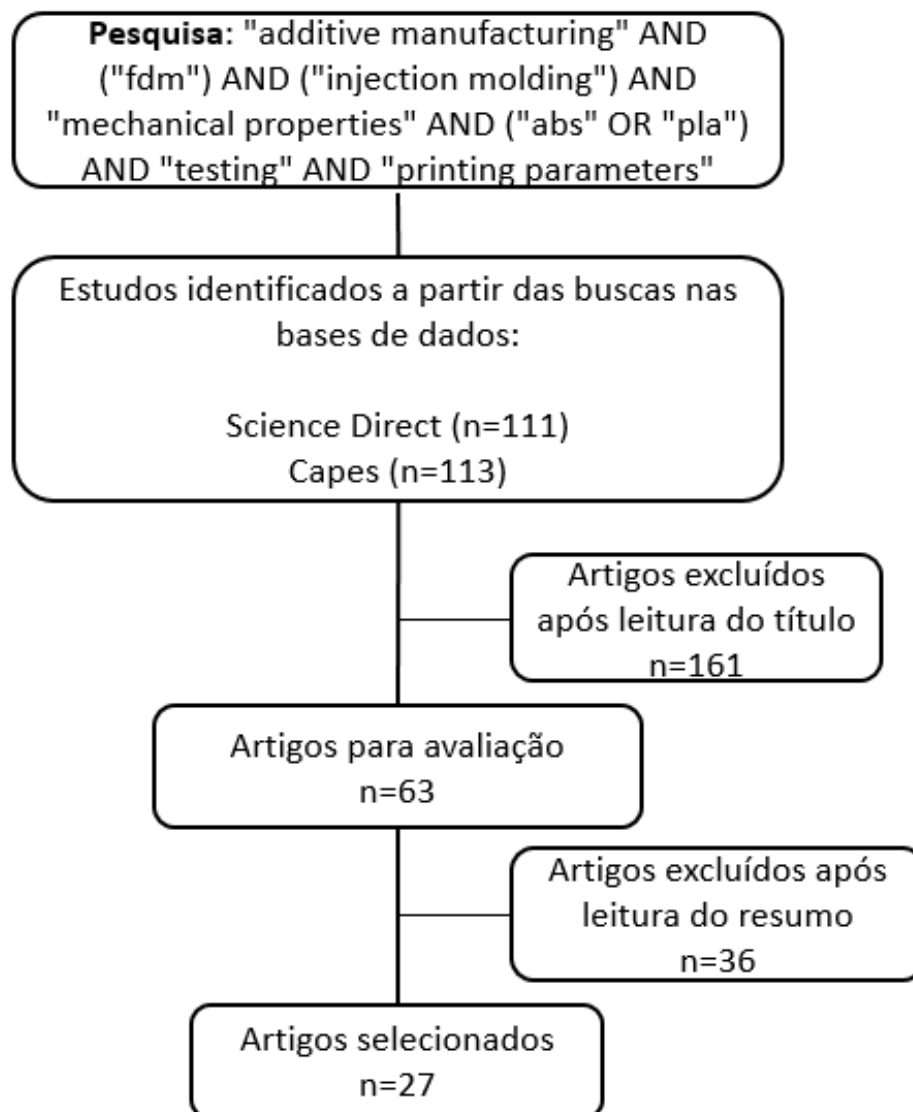 Pesquisa: "additive manufacturing" AND
("fdm") AND ("injection molding") AND
"mechanical properties" AND ("abs" OR "pla")
AND "testing" AND "printing parameters"
Estudos identificados a partir das buscas nas
bases de dados:
Science Direct (n=111)
Capes (n=113)
Artigos excluídos
após leitura do título
n=161
Artigos para avaliação
n=63
Artigos excluídos após
leitura do resumo
n=36
Artigos selecionados
n=27